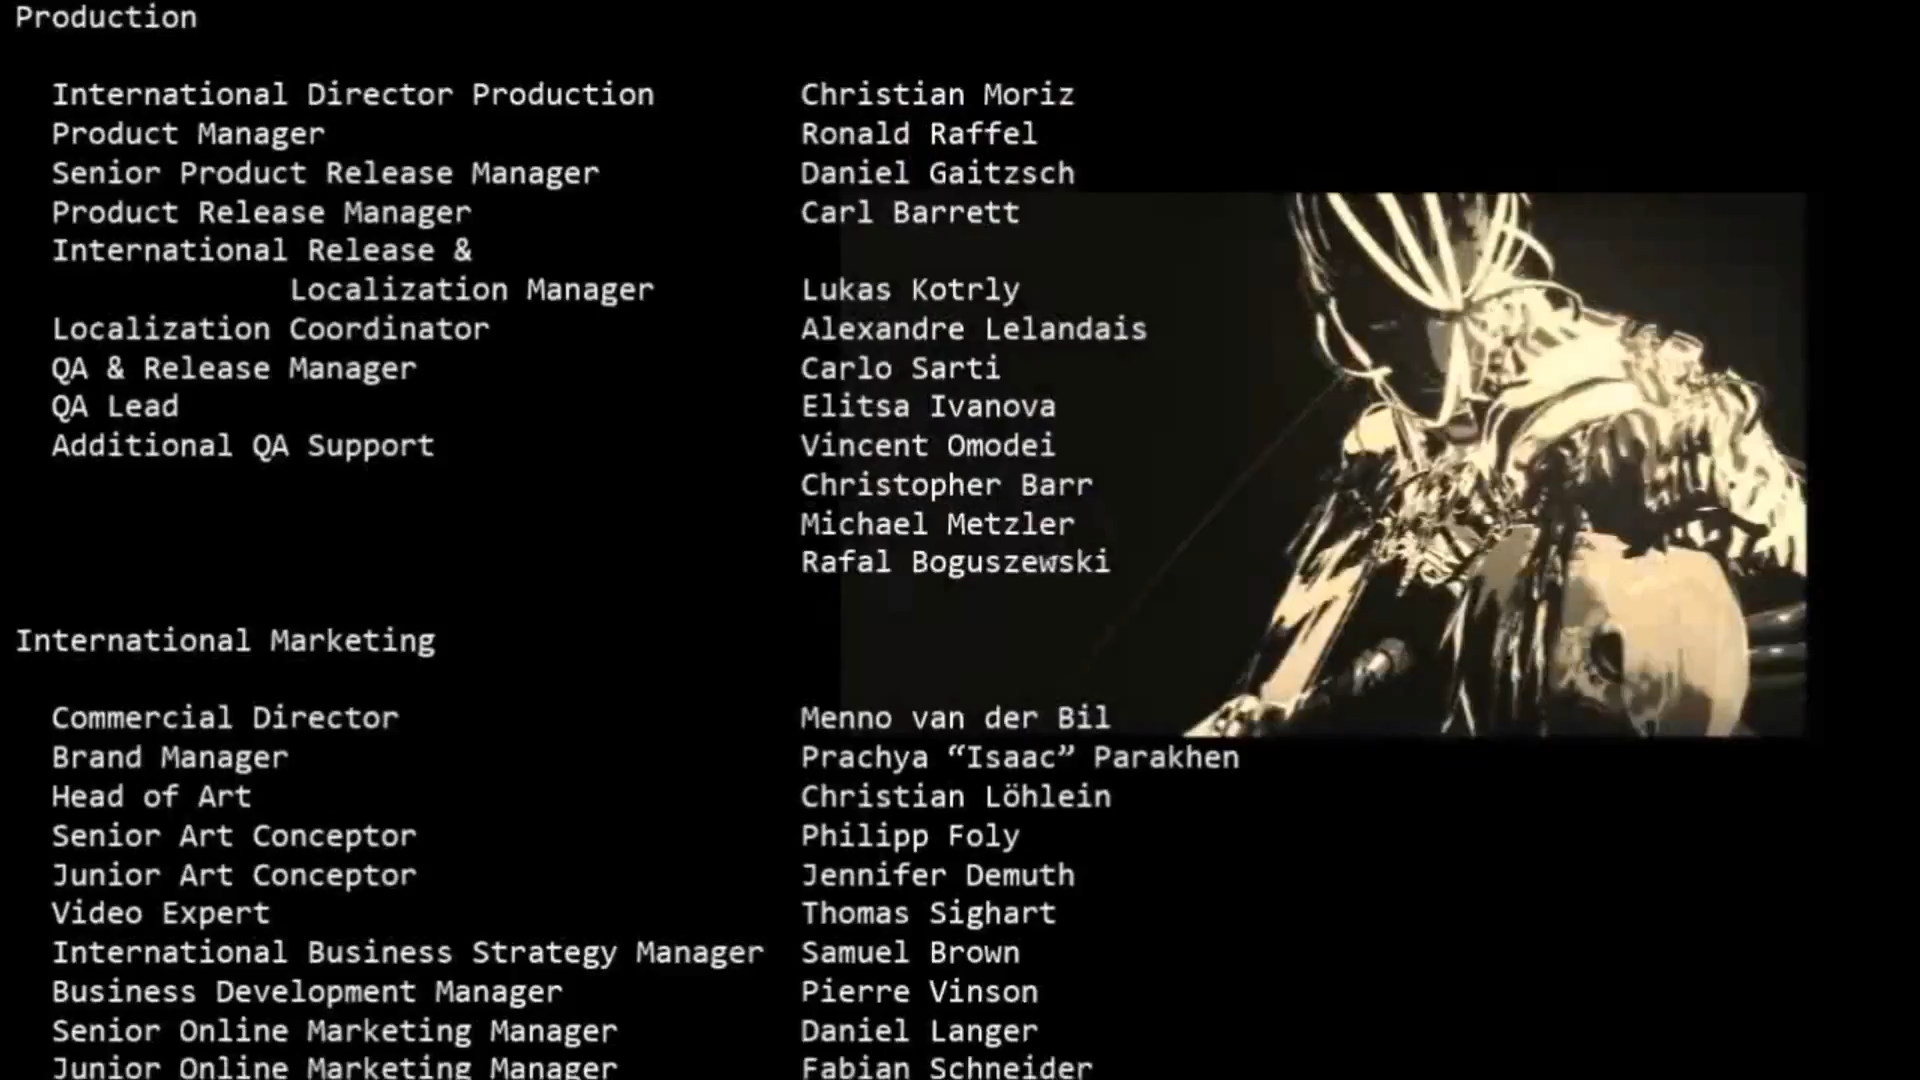 Production
International Director Production Christian Moriz
Product Manager Ronald Raffel
Senior Product Release Manager Daniel Gaitzsch
Product Release Manager Carl Barrett
International Release &
Localization Manager Lukas Kotrly
Localization Coordinator Alexandre Lelandais
QA & Release Manager Carlo Sarti
QA Lead Elitsa Ivanova
Additional QA Support Vincent Omodei
Christopher Barr
Michael Metzler
Rafal Boguszewski
International Marketing
Commercial Director Menno van der Bil
Brand Manager Prachya “Isaac” Parakhen
Head of Art Christian Löhlein
Senior Art Conceptor Philipp Foly
Junior Art Conceptor Jennifer Demuth
Video Expert Thomas Sighart
International Business Strategy Manager Samuel Brown
Business Development Manager Pierre Vinson
Senior Online Marketing Manager Daniel Langer
Junior Online Marketing Manager Fabian Schneider